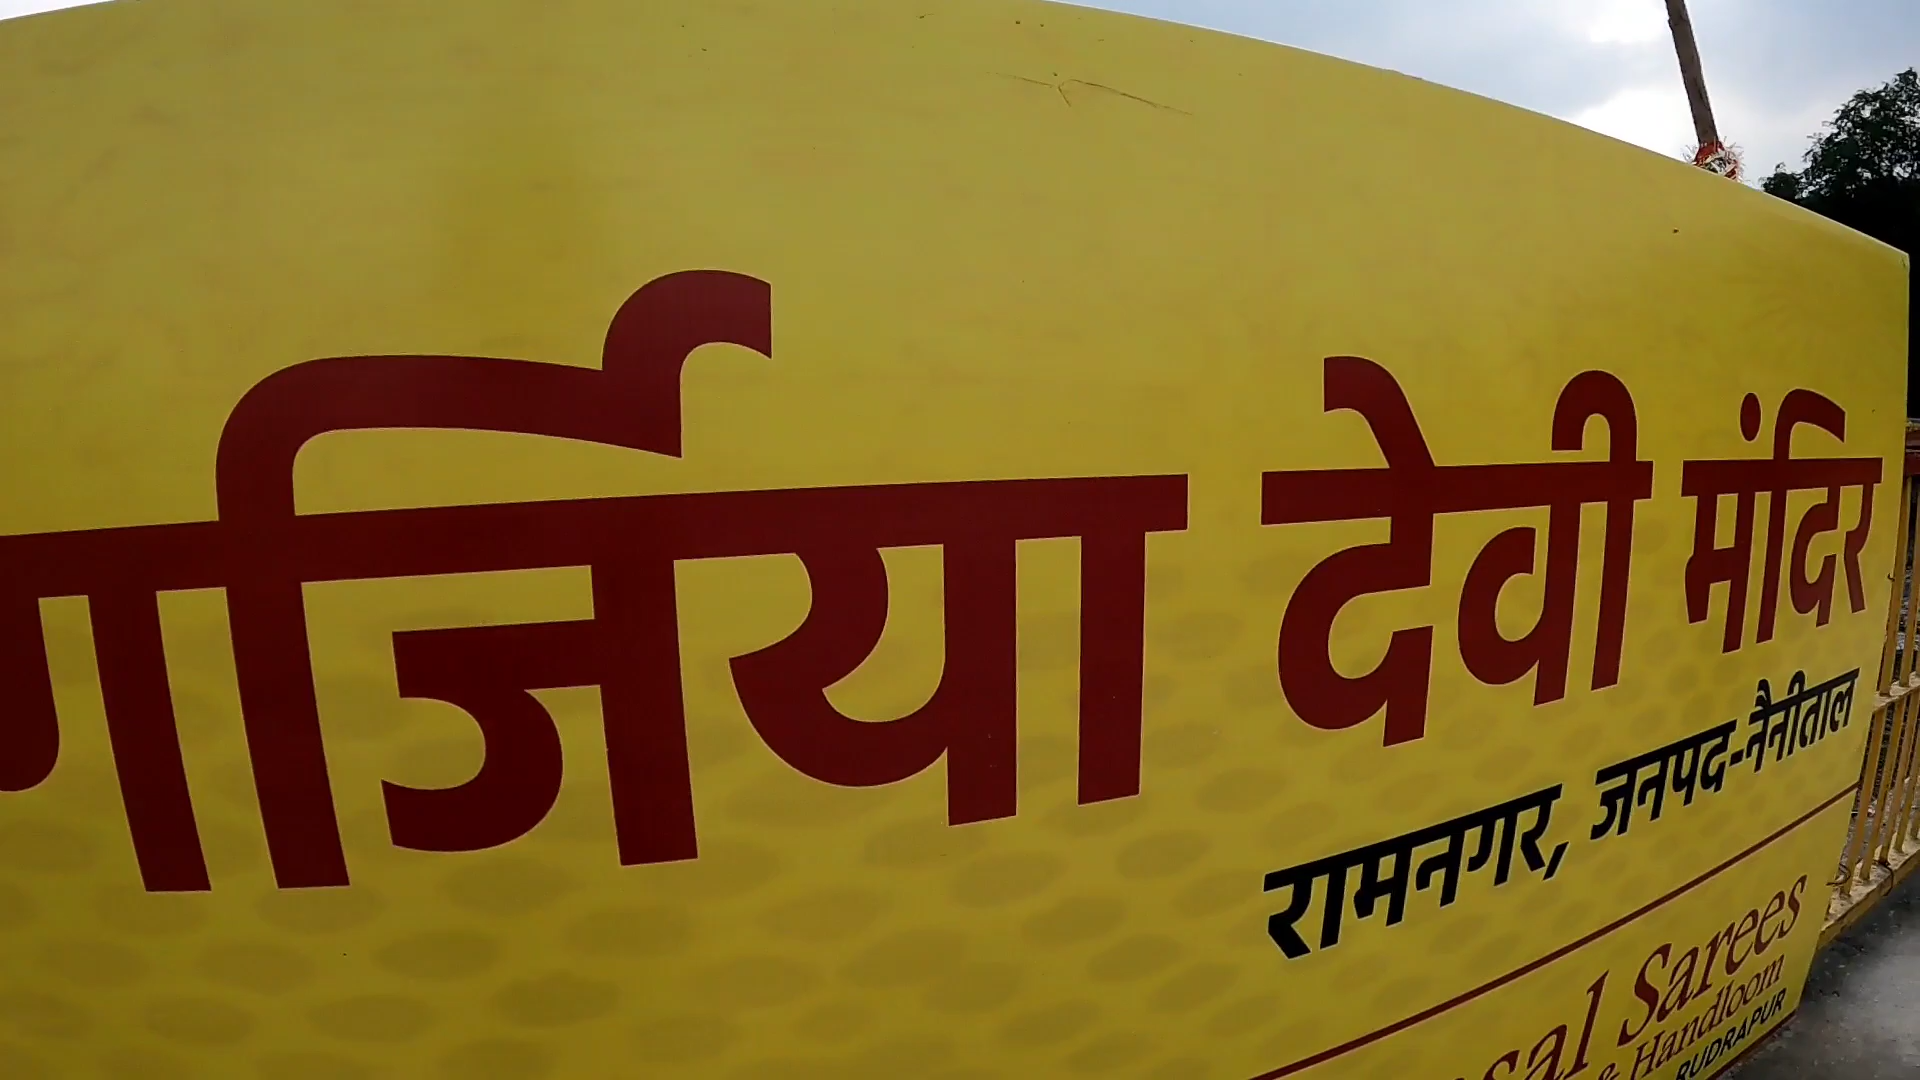 गर्जिया देवी मंदिर
रामनगर, जनपद-नैनीताल
Sarees
& Handloom
RUDRAPUR